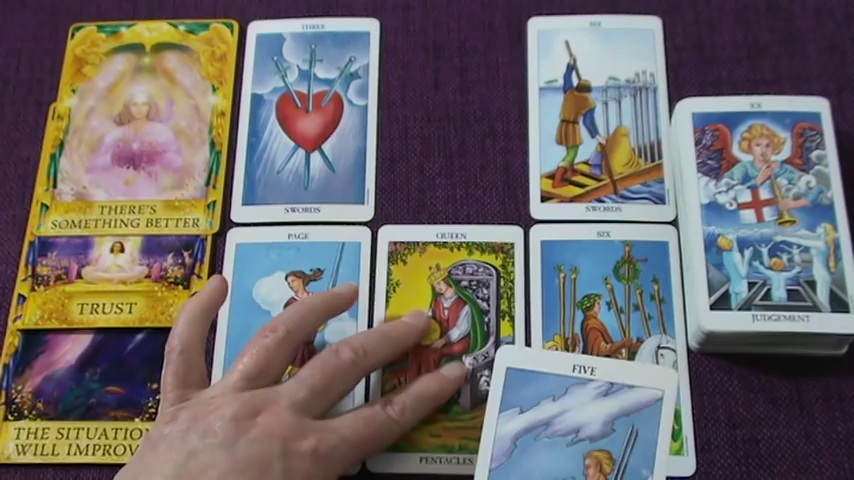 THERE'S
SOMETHING BETTER
TRUST
THE SITUATION
WILL IMPROVE
THREE
SWORDS
SIX
SWORDS
XX
JUDGEMENT
PAGE
QUEEN
PENTACLES
SIX
FIVE